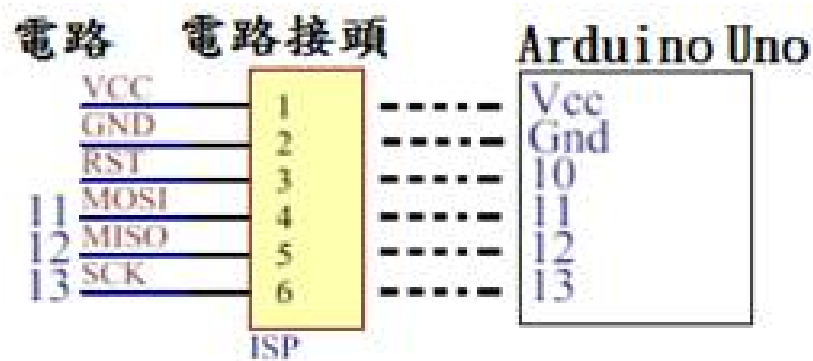 電路 電路接頭 Arduino Uno
VCC 1 Vcc
GND 2 Gnd
RST 3 10
11 MOSI 4 11
12 MISO 5 12
13 SCK 6 13
ISP